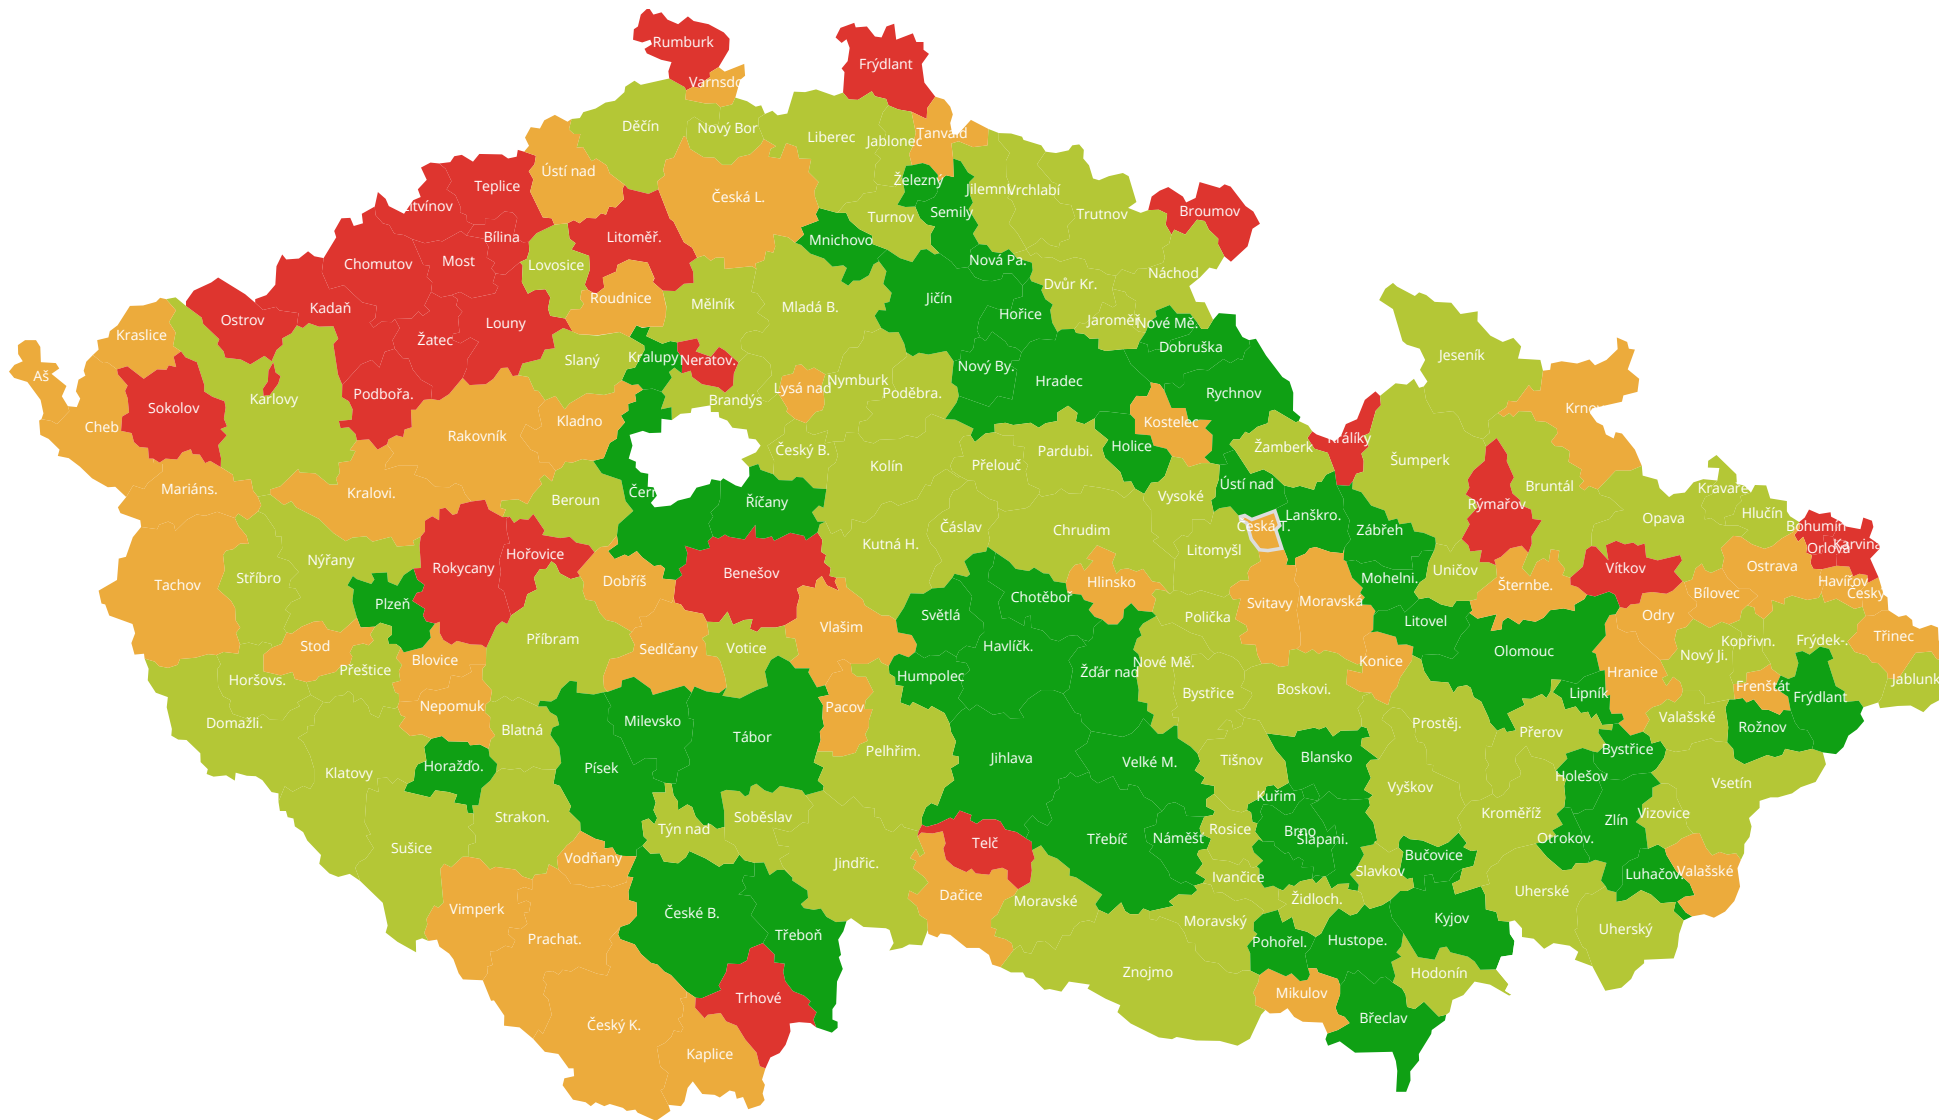 Rumburk
Frýdlant
Varnsdo
Děčín
Nový Bor
Liberec
Jablonec
Tanvald
Ústí nad
Teplice
Železný
Jilemni
Vrchlabí
Česká L.
Litvínov
Semily
Broumov
Trutnov
Turnov
Bílina
Litoměř.
Mnichovo
Most
Chomutov
Lovosice
Nová Pa.
Náchod
Dvůr Kr.
Roudnice
Jičín
Mělník
Mladá B.
Kadaň
Hořice
Ostrov
Jaroměř
Nové Mě.
Louny
Kraslice
Žatec
Dobruška
Jeseník
Kralupy
Neratov.
Slaný
Nový By.
Aš
Nymburk
Hradec
Lysá nad
Poděbra.
Rychnov
Podbořa.
Karlovy
Brandýs
Sokolov
Krnov
Kladno
Kostelec
Cheb
Rakovník
Králíky
Holice
Žamberk
Český B.
Pardubi.
Šumperk
Kolín
Přelouč
Ústí nad
Bruntál
Mariáns.
Kralovi.
Kravaře
Čern
Vysoké
Beroun
Říčany
Rýmařov
Hlučín
Lanškro.
Opava
Česká T.
Čáslav
Bohumín
Chrudim
Zábřeh
Kutná H.
Karviná
Orlová
Litomyšl
Hořovice
Nýřany
Rokycany
Ostrava
Vítkov
Uničov
Benešov
Stříbro
Mohelni.
Dobříš
Havířov
Hlinsko
Šternbe.
Tachov
Český
Bílovec
Chotěboř
Moravská
Svitavy
Plzeň
Světlá
Odry
Polička
Litovel
Vlašim
Třinec
Příbram
Frýdek-.
Kopřivn.
Stod
Havlíčk.
Votice
Sedlčany
Olomouc
Nový Ji.
Blovice
Konice
Nové Mě.
Přeštice
Žďár nad
Hranice
Humpolec
Horšovs.
Jablunk
Frenštát
Boskovi.
Bystřice
Lipník
Frýdlant
Nepomuk
Pacov
Valašské
Milevsko
Domažli.
Prostěj.
Rožnov
Blatná
Přerov
Tábor
Bystřice
Pelhřim.
Jihlava
Blansko
Tišnov
Velké M.
Horažďo.
Písek
Klatovy
Holešov
Vsetín
Vyškov
Kuřim
Vizovice
Kroměříž
Strakon.
Soběslav
Zlín
Týn nad
Rosice
Brno
Otrokov.
Třebíč
Náměšť
Šlapani.
Telč
Sušice
Bučovice
Vodňany
Jindřic.
Slavkov
Valašské
Luhačov.
Ivančice
Uherské
Dačice
Židloch.
Moravské
Vimperk
České B.
Kyjov
Moravský
Uherský
Třeboň
Prachat.
Hustope.
Pohořel.
Znojmo
Hodonín
Mikulov
Trhové
Břeclav
Český K.
Kaplice